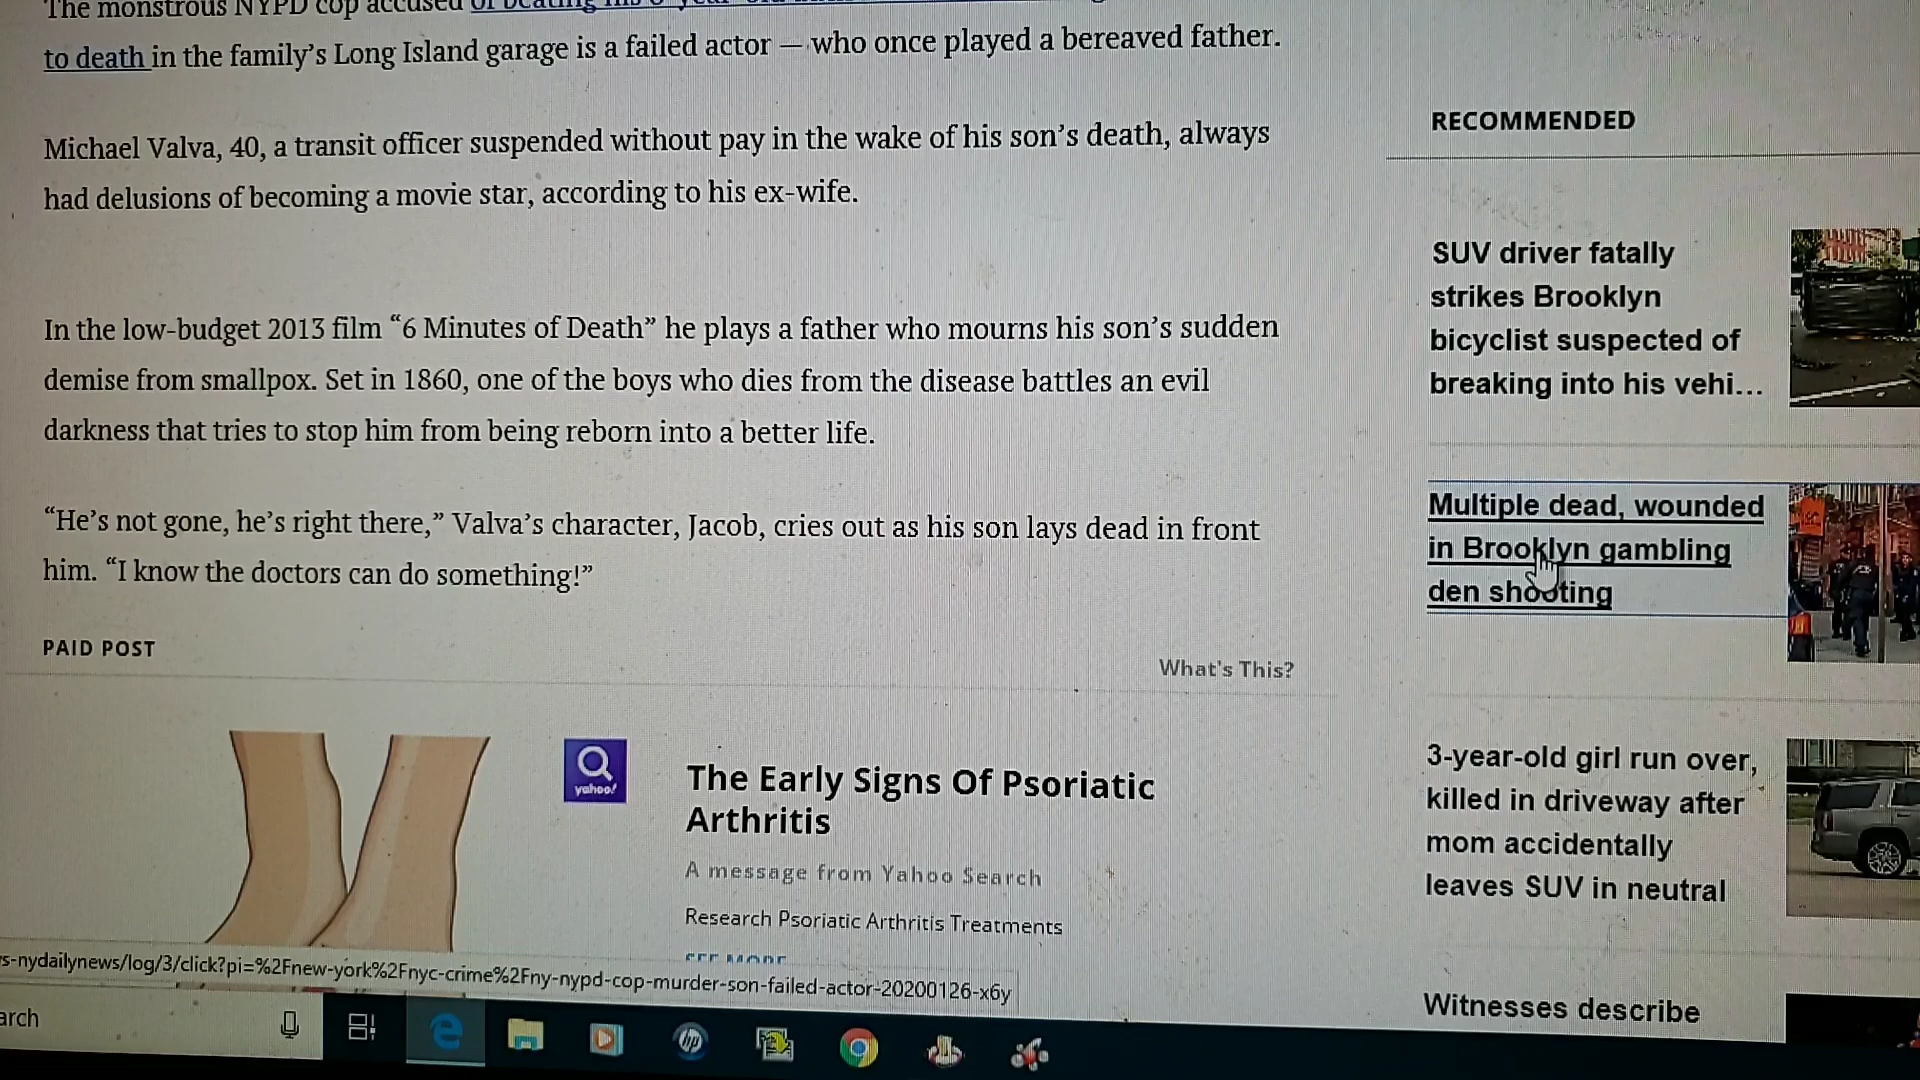 The monstrous NYPD cop accused of beating his 8-year-old
to death in the family's Long Island garage is a failed actor — who once played a bereaved father.
Michael Valva, 40, a transit officer suspended without pay in the wake of his son's death, always
had delusions of becoming a movie star, according to his ex-wife.
In the low-budget 2013 film “6 Minutes of Death” he plays a father who mourns his son's sudden
demise from smallpox. Set in 1860, one of the boys who dies from the disease battles an evil
darkness that tries to stop him from being reborn into a better life.
“He's not gone, he's right there,” Valva's character, Jacob, cries out as his son lays dead in front
him. “I know the doctors can do something!”
PAID POST
What's This?
yahoo!
The Early Signs Of Psoriatic
Arthritis
A message from Yahoo Search
Research Psoriatic Arthritis Treatments
SEE MORE
RECOMMENDED
SUV driver fatally
strikes Brooklyn
bicyclist suspected of
breaking into his vehi...
Multiple dead, wounded
in Brooklyn gambling
den shooting
3-year-old girl run over,
killed in driveway after
mom accidentally
leaves SUV in neutral
Witnesses describe
s-nydailynews/log/3/click?pi=%2Fnew-york%2Fnyc-crime%2Fny-nypd-cop-murder-son-failed-actor-20200126-x6y
arch
hp